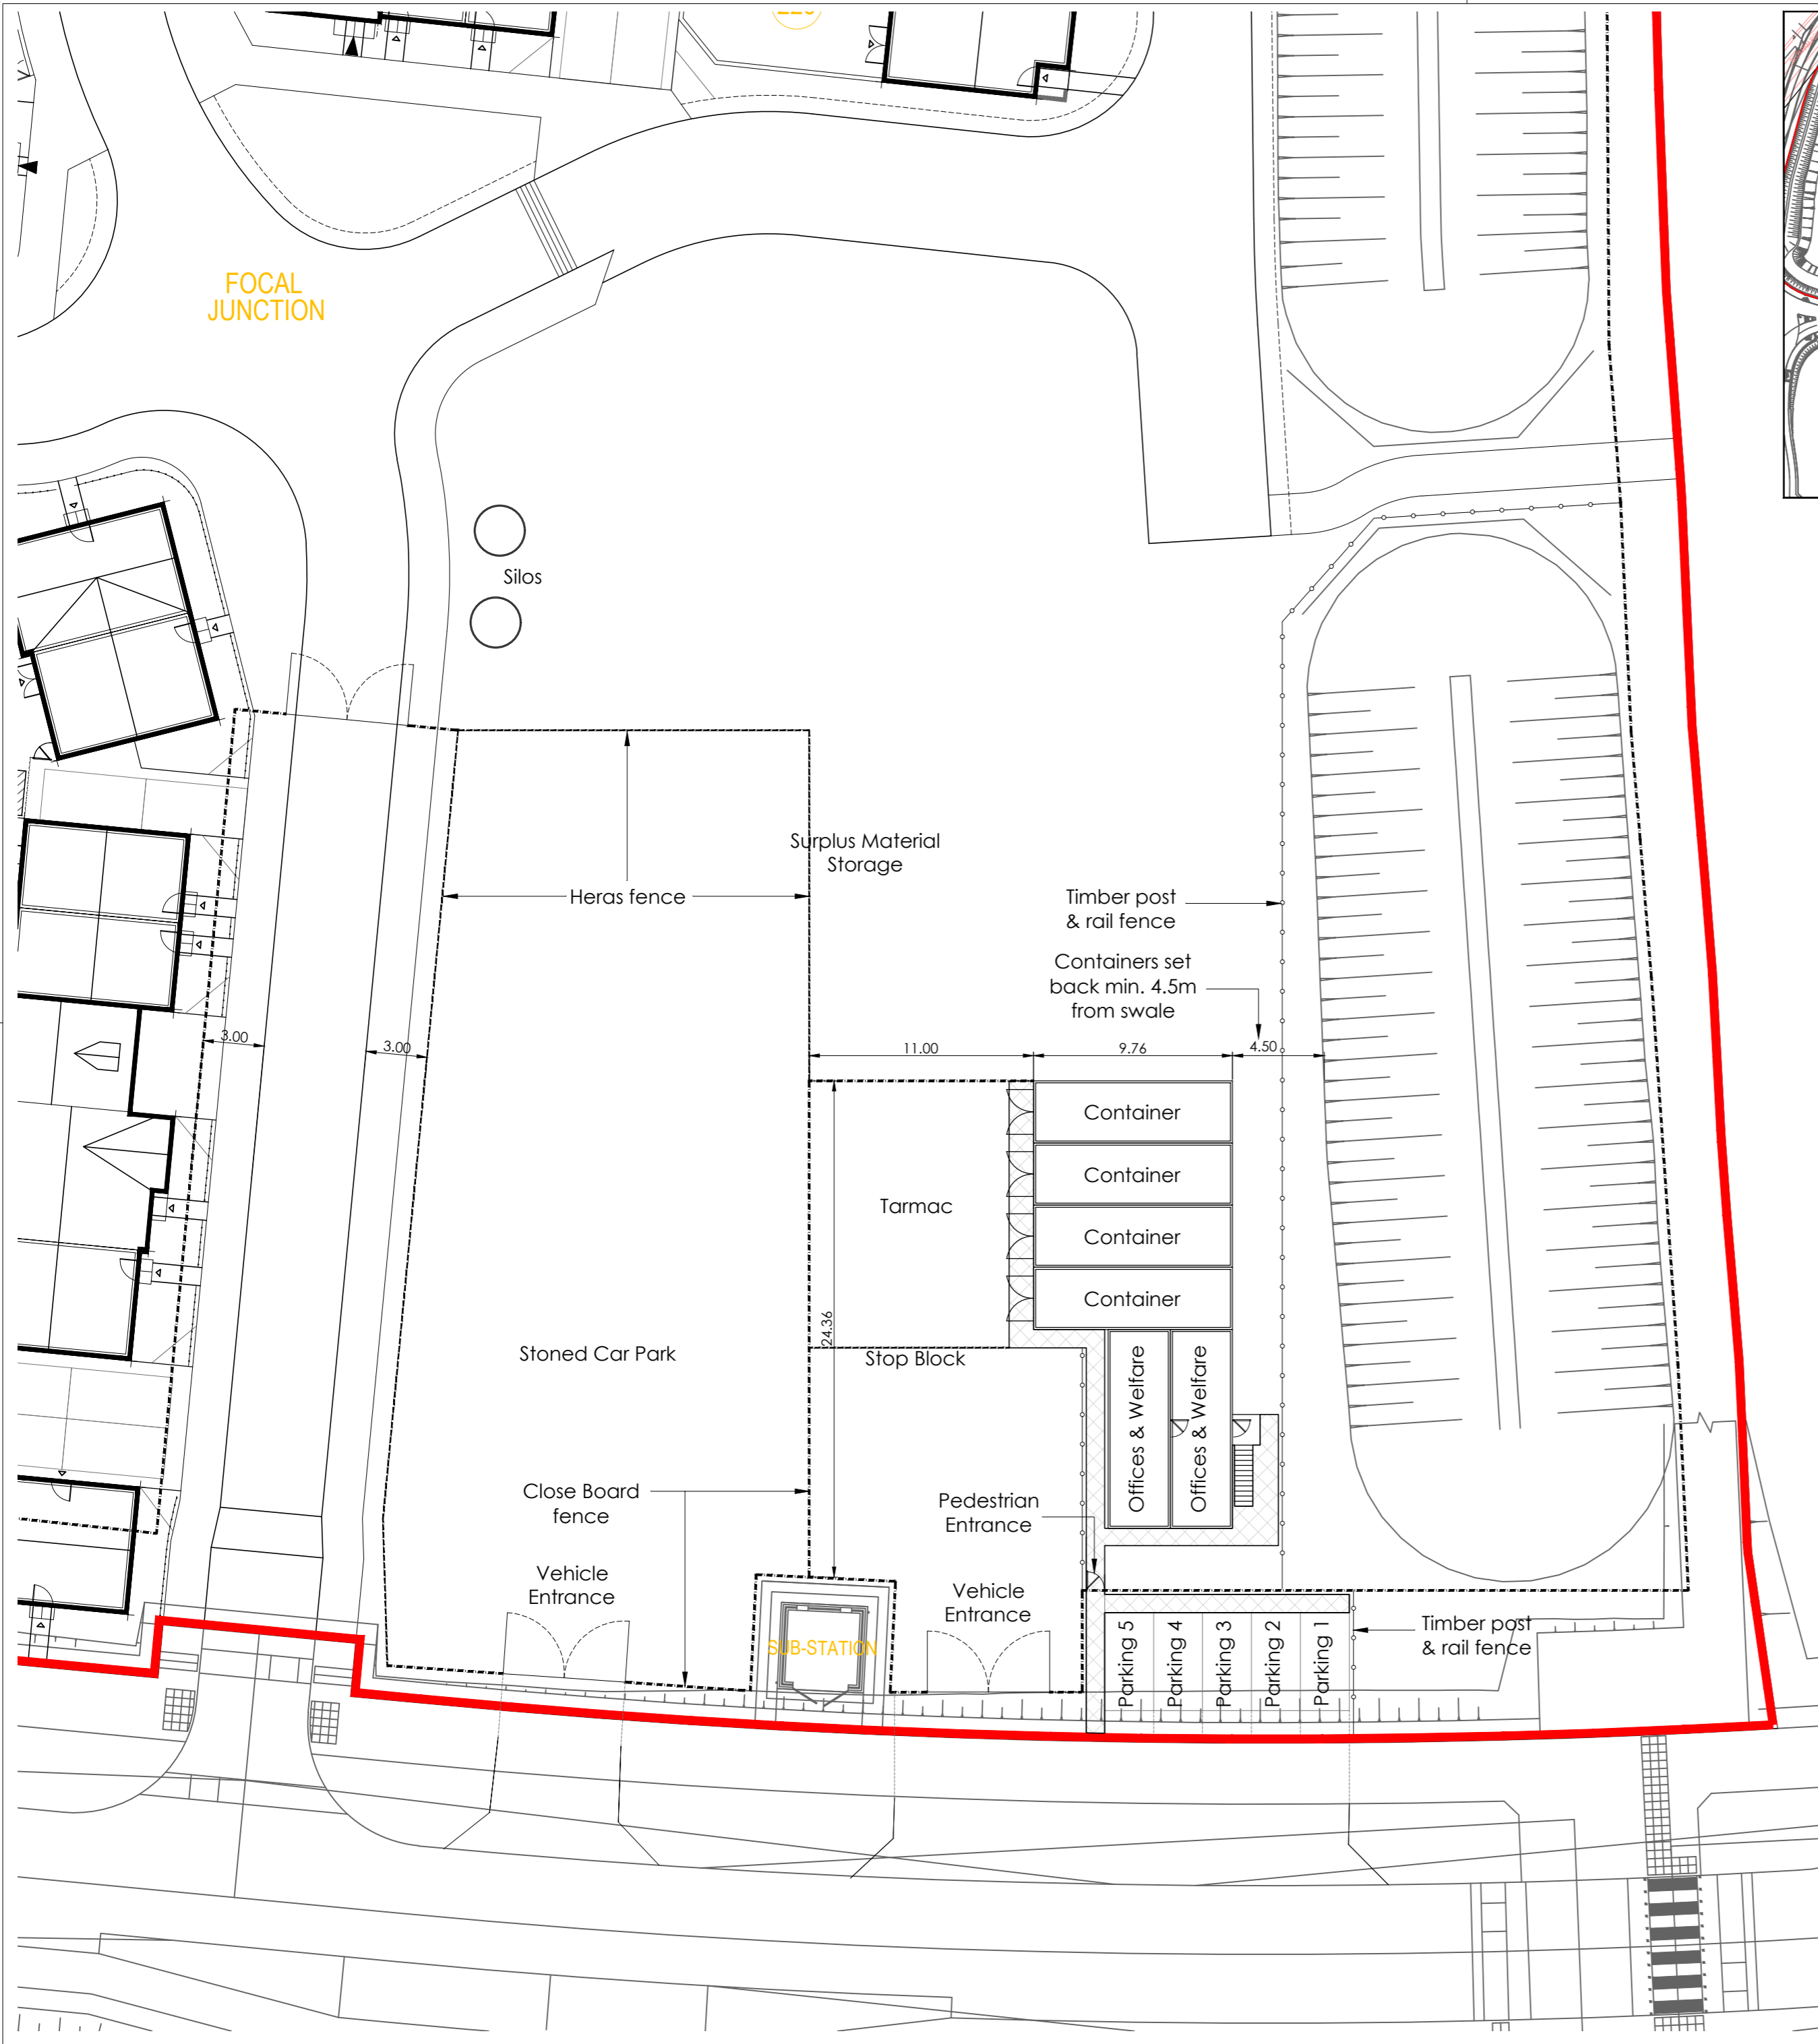 FOCAL
JUNCTION
Silos
Surplus Material
Storage
Heras fence
Timber post
& rail fence
Containers set
back min. 4.5m
from swale
3.00
3.00
11.00
9.76
4.50
Container
Container
Tarmac
Container
Container
24.36
Stoned Car Park
Stop Block
Offices & Welfare
Offices & Welfare
Close Board
fence
Pedestrian
Entrance
Vehicle
Entrance
Vehicle
Entrance
SUB-STATION
Parking 5
Parking 4
Parking 3
Parking 2
Parking 1
Timber post
& rail fence